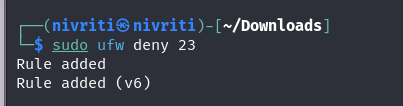 ┌──(nivriti㉿nivriti)-[~/Downloads]
└─$ sudo ufw deny 23
Rule added
Rule added (v6)